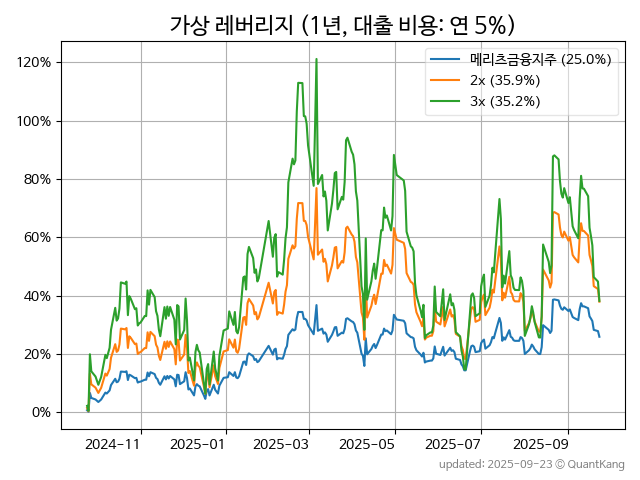 가상 레버리지 (1년, 대출 비용: 연 5%)
메리츠금융지주 (25.0%)
2x (35.9%)
3x (35.2%)
120%
100%
80%
60%
40%
20%
0%
2024-11 2025-01 2025-03 2025-05 2025-07 2025-09
updated: 2025-09-23 ⓒ QuantKang